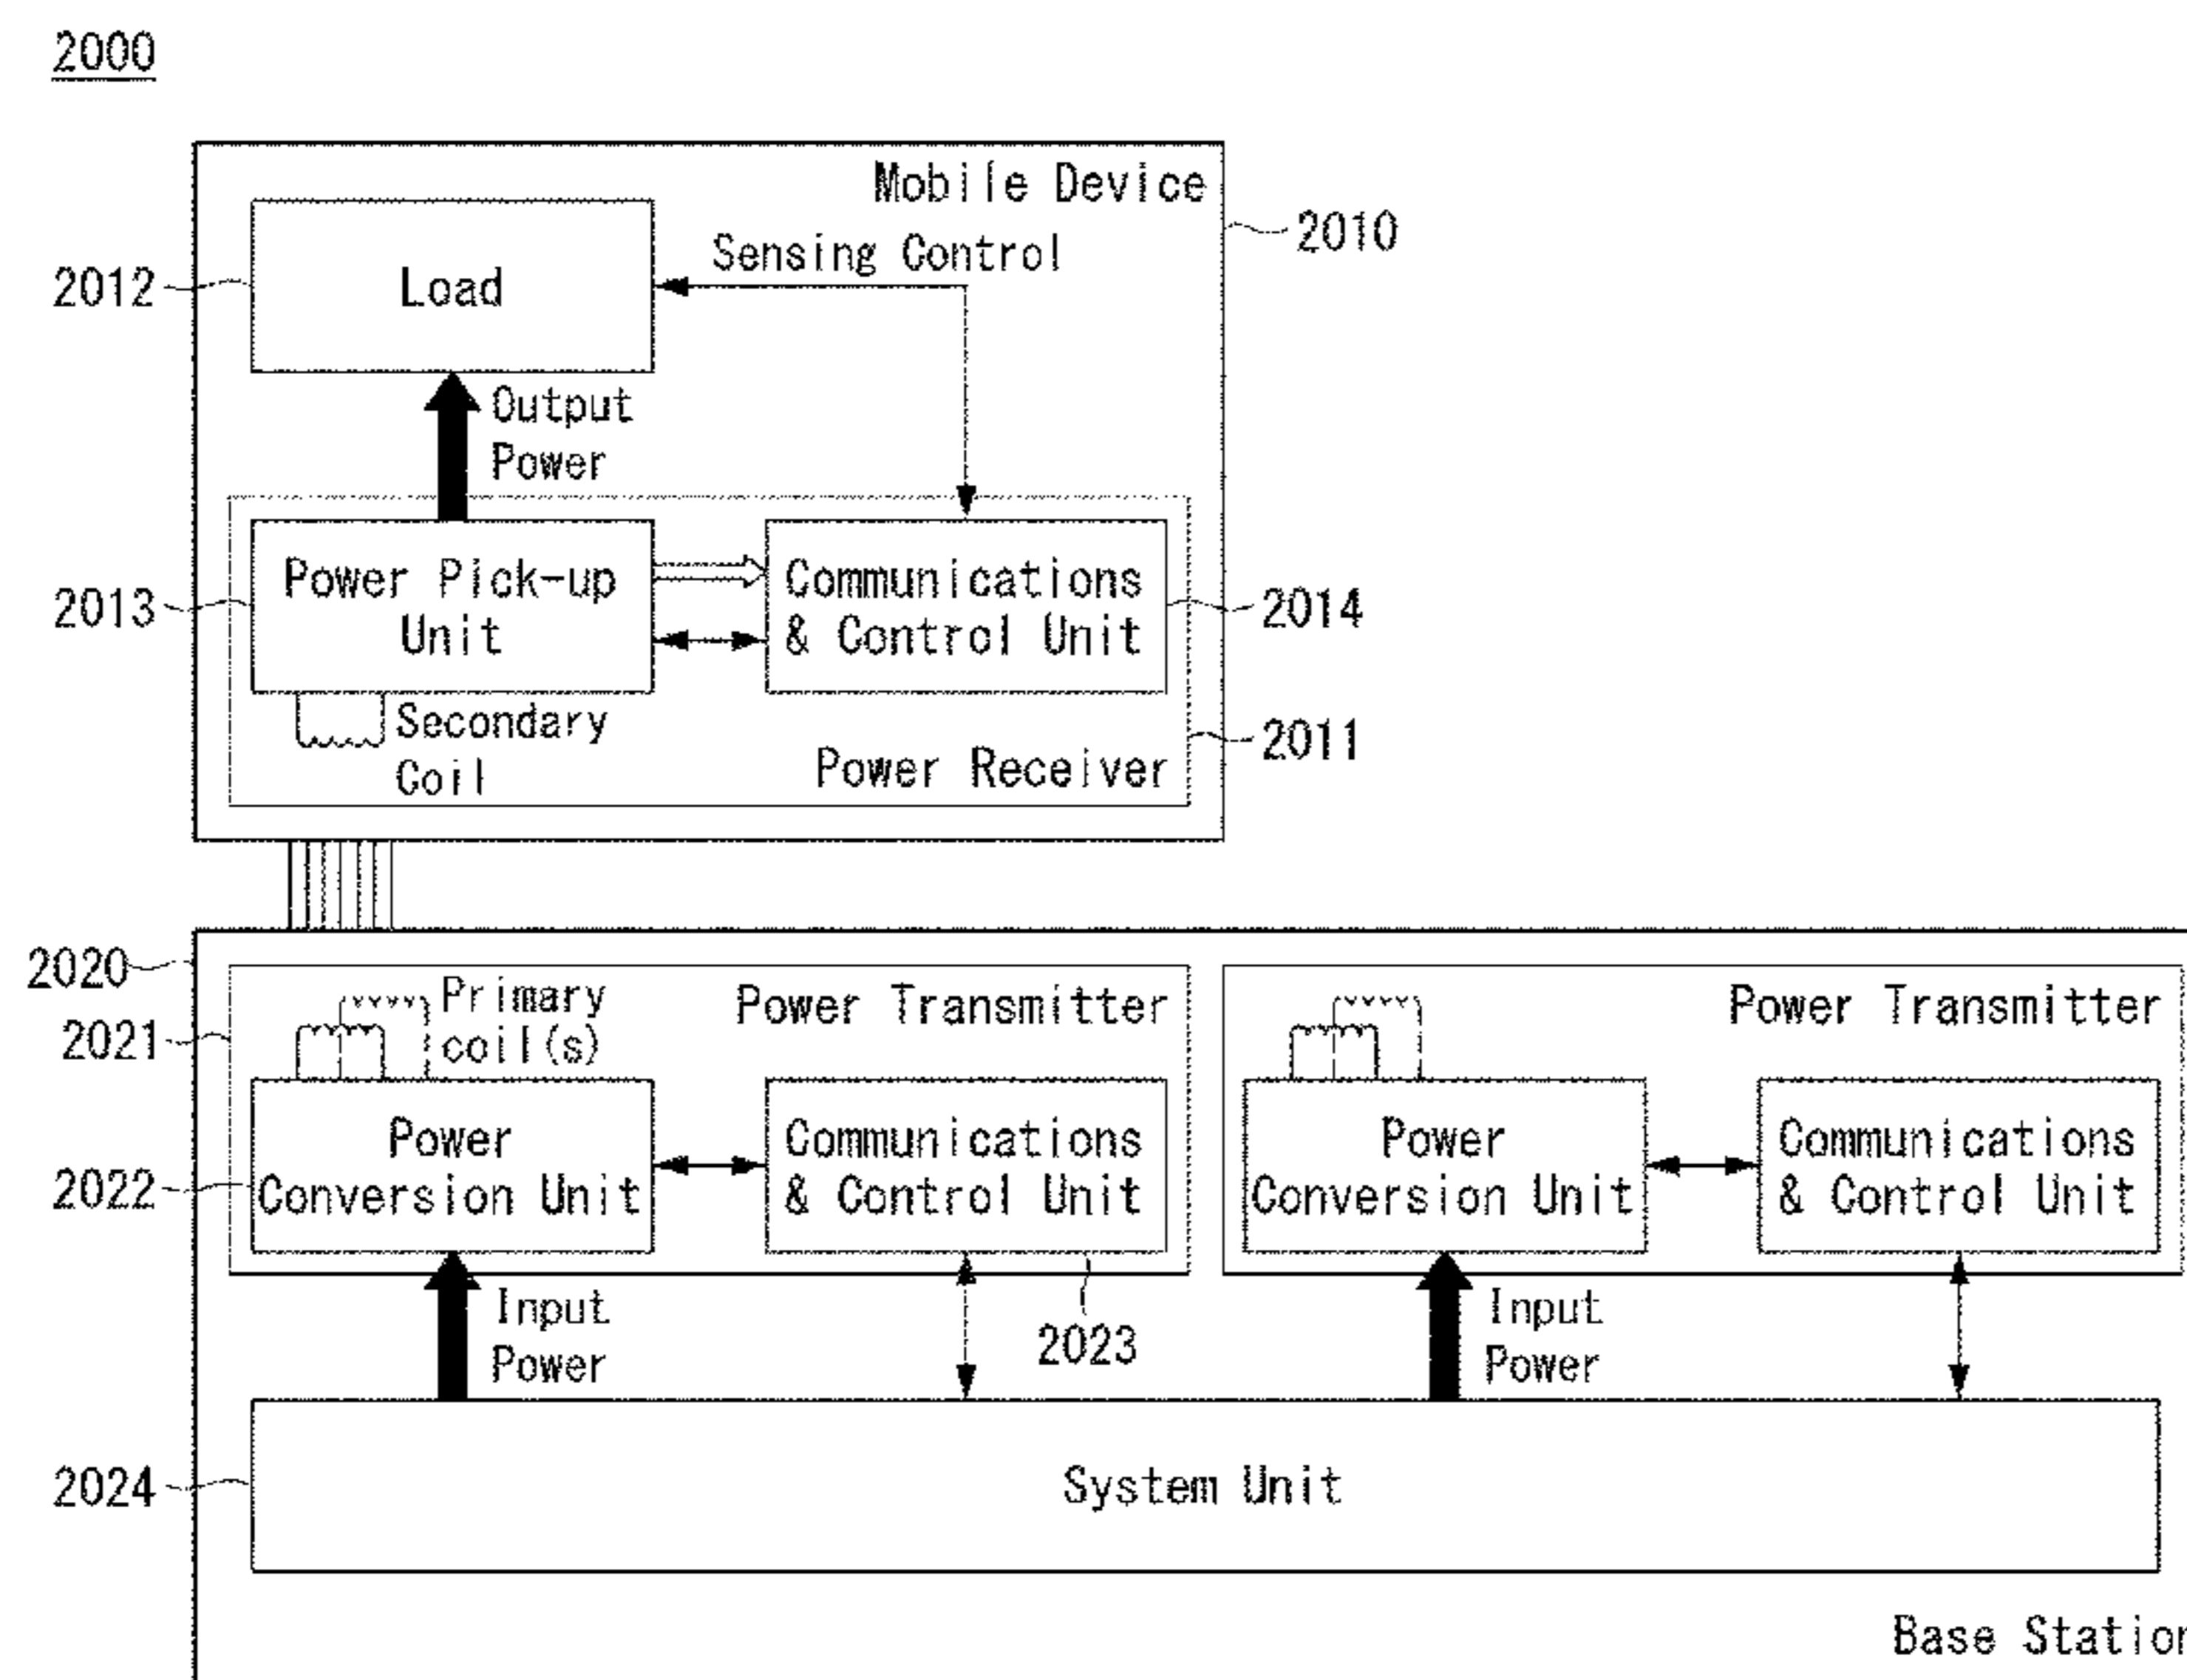 2000
Mobile Device
2010
Sensing Control
2012
Load
Output
Power
2013
Power Pick-up
Unit
Communications
& Control Unit
2014
Secondary
Coil
2011
Power Receiver
2020
2021
Primary
coil(s)
Power Transmitter
Power Transmitter
2022
Power
Conversion Unit
Communications
& Control Unit
Power
Conversion Unit
Communications
& Control Unit
Input
Power
2023
Input
Power
2024
System Unit
Base Station